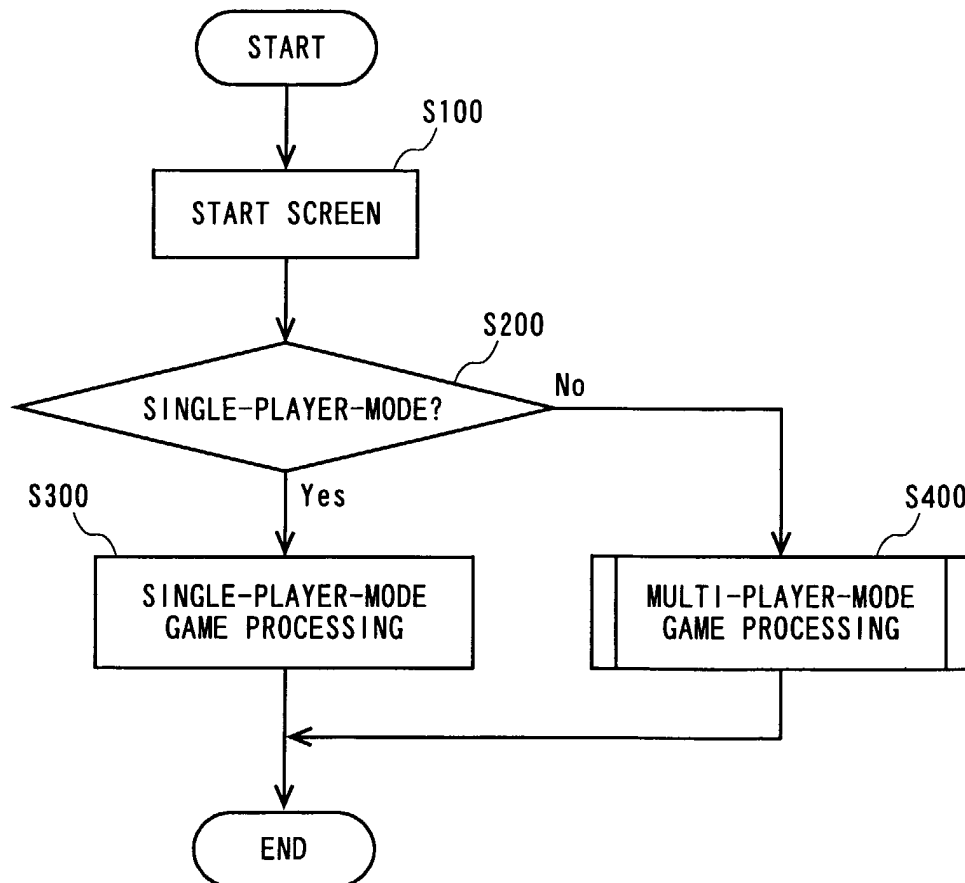 START
S100
START SCREEN
S200
SINGLE-PLAYER-MODE?
No
Yes
S300
S400
SINGLE-PLAYER-MODE
GAME PROCESSING
MULTI-PLAYER-MODE
GAME PROCESSING
END